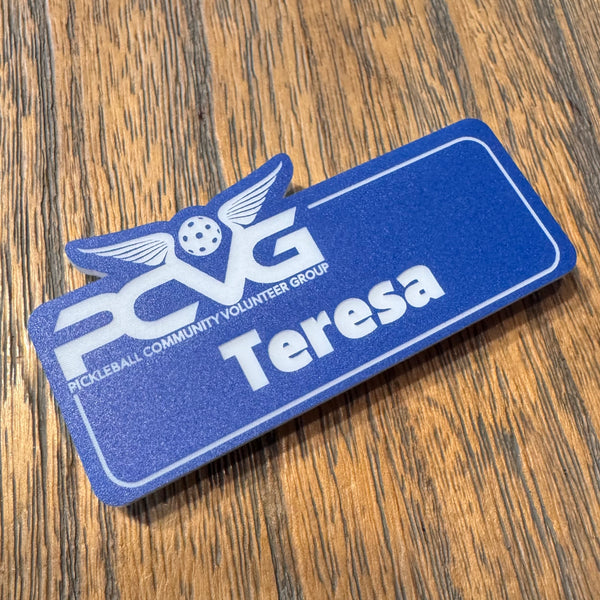 PCVG
PICKLEBALL COMMUNITY VOLUNTEER GROUP
Teresa